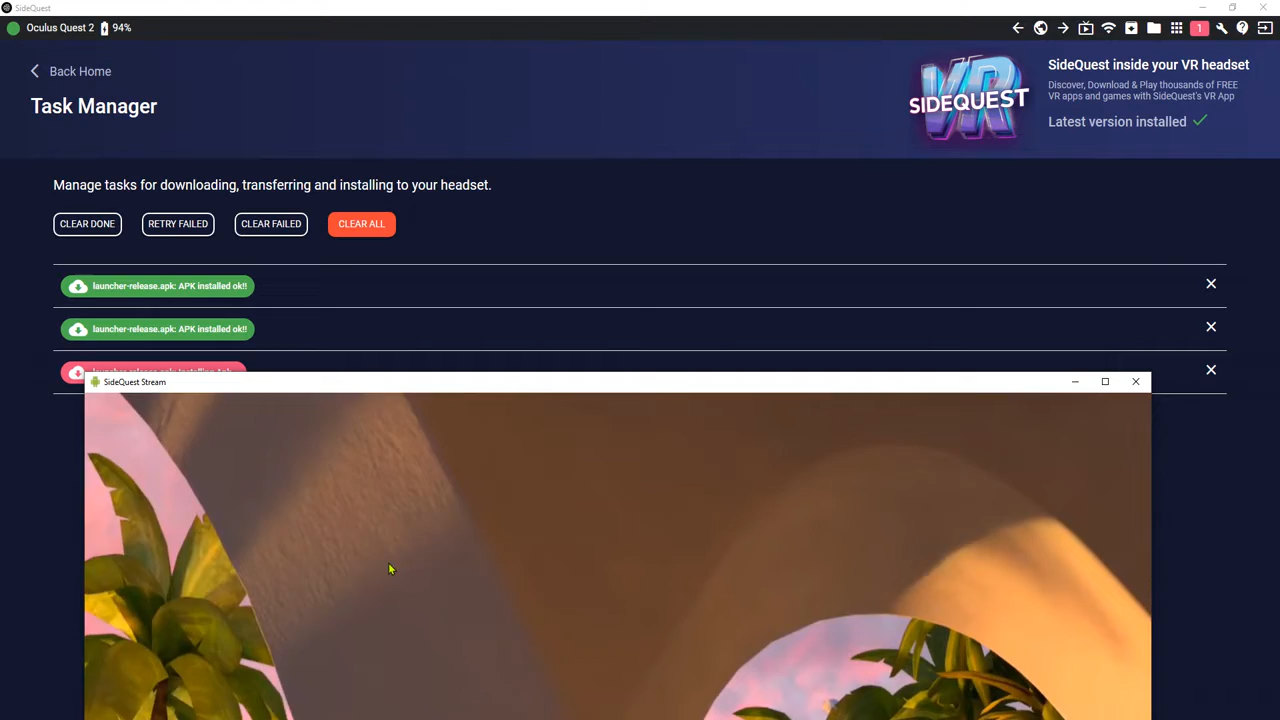 SideQuest
Oculus Quest 2 94%
1
Back Home
Task Manager
VR
SIDEQUEST
SideQuest inside your VR headset
Discover, Download & Play thousands of FREE
VR apps and games with SideQuest's VR App
Latest version installed
Manage tasks for downloading, transferring and installing to your headset.
CLEAR DONE
RETRY FAILED
CLEAR FAILED
CLEAR ALL
launcher-release.apk: APK installed ok!!
launcher-release.apk: APK installed ok!!
SideQuest Stream